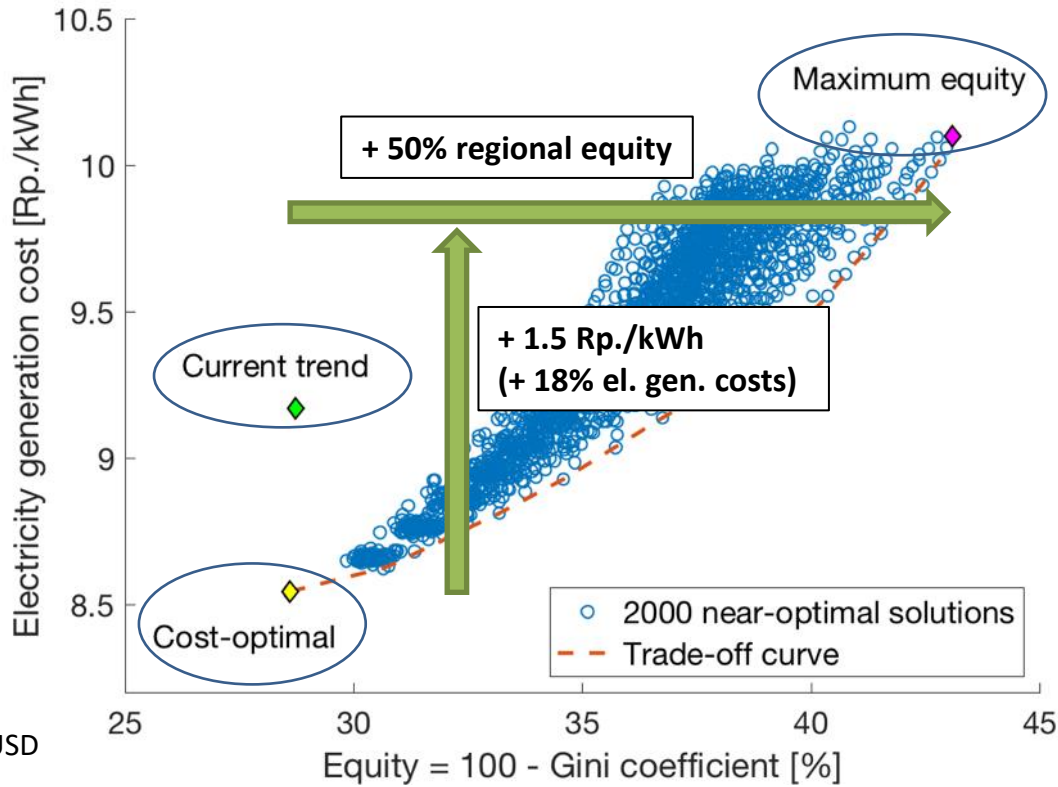 Electricity generation cost [Rp./kWh]
10.5
10
9.5
9
8.5
Maximum equity
+ 50% regional equity
+ 1.5 Rp./kWh
(+ 18% el. gen. costs)
Current trend
Cost-optimal
2000 near-optimal solutions
Trade-off curve
25
30
35
40
45
USD
Equity = 100 - Gini coefficient [%]